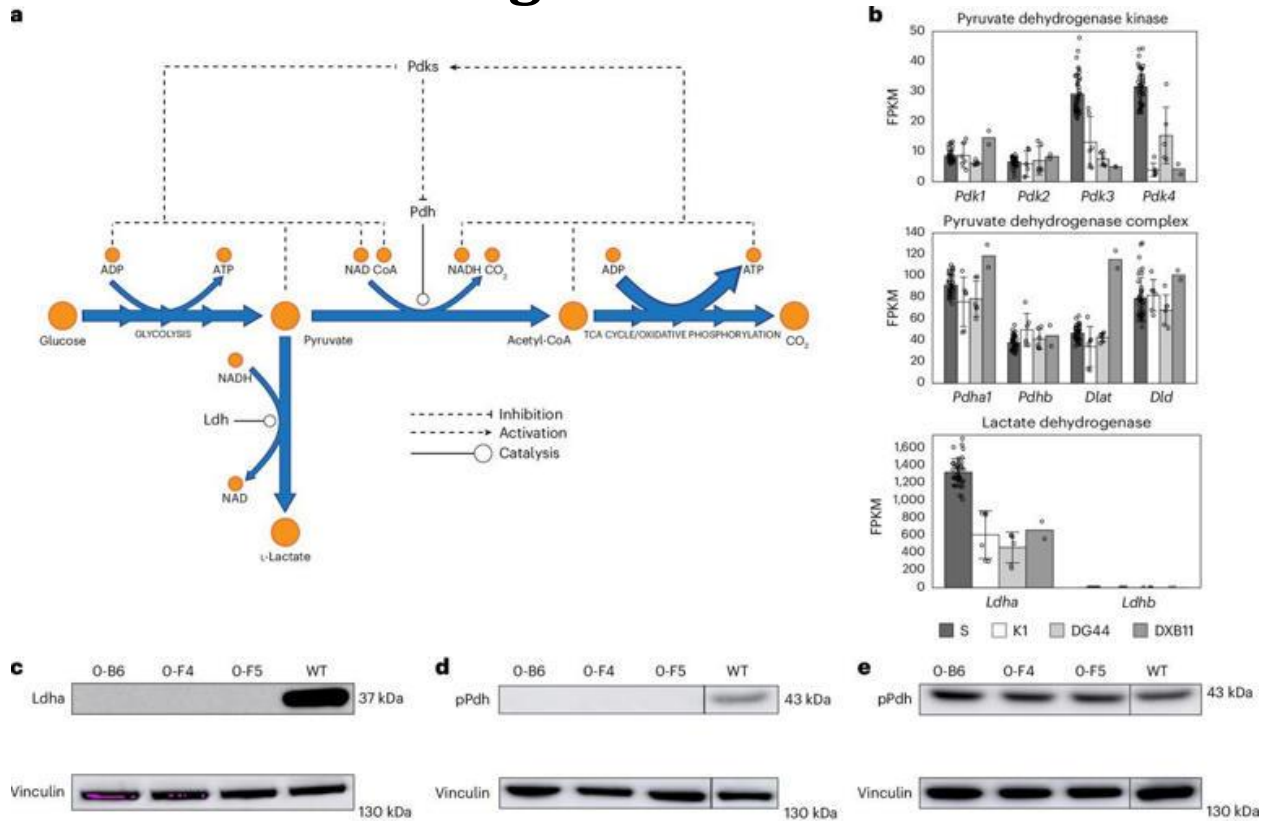 a
Pdks
Pdh
ADP
ATP
NAD CoA
NADH CO2
ADP
ATP
Glucose
GLYCOLYSIS
Pyruvate
Acetyl-CoA
TCA CYCLE/OXIDATIVE PHOSPHORYLATION
CO2
NADH
Ldh
NAD
L-Lactate
Inhibition
Activation
Catalysis
b
Pyruvate dehydrogenase kinase
50
40
30
20
10
0
FPKM
Pdk1 Pdk2 Pdk3 Pdk4
Pyruvate dehydrogenase complex
140
120
100
80
60
40
20
0
FPKM
Pdha1 Pdhb Dlat Dld
Lactate dehydrogenase
1,600
1,400
1,200
1,000
800
600
400
200
0
FPKM
Ldha Ldhb
S K1 DG44 DXB11
c
O-B6 O-F4 O-F5 WT
Ldha
37 kDa
Vinculin
130 kDa
d
O-B6 O-F4 O-F5 WT
pPdh
43 kDa
Vinculin
130 kDa
e
O-B6 O-F4 O-F5 WT
pPdh
43 kDa
Vinculin
130 kDa